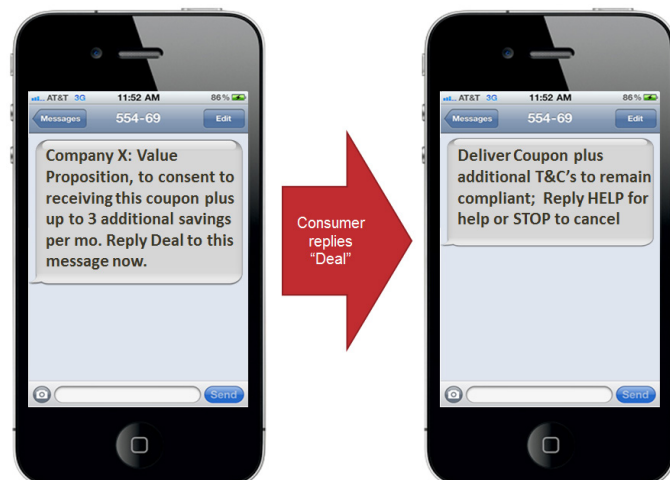 AT&T 3G 11:52 AM 86%
Messages 554-69 Edit
Company X: Value
Proposition, to consent to
receiving this coupon plus
up to 3 additional savings
per mo. Reply Deal to this
message now.
Send
Consumer
replies
“Deal”
AT&T 3G 11:52 AM 86%
Messages 554-69 Edit
Deliver Coupon plus
additional T&C's to remain
compliant; Reply HELP for
help or STOP to cancel
Send